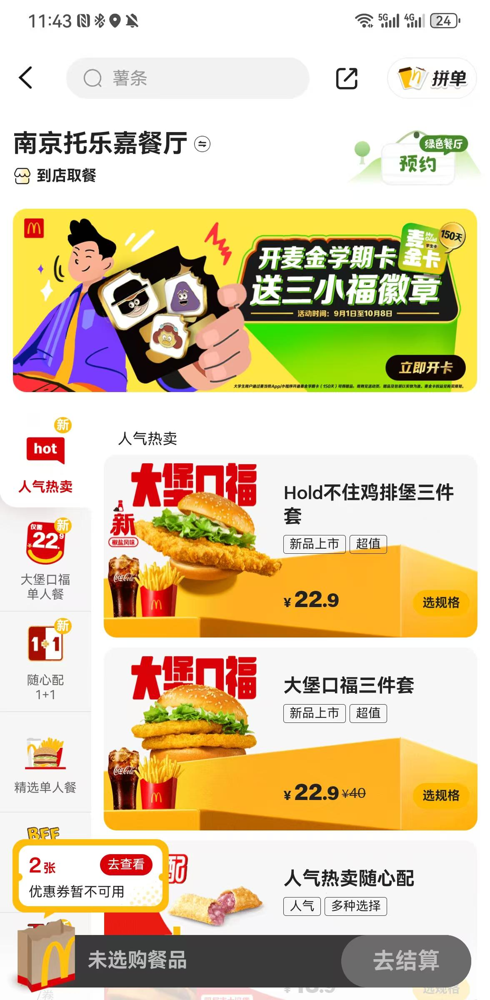 11:43
5G
4G
24
薯条
拼单
南京托乐嘉餐厅
到店取餐
绿色餐厅
预约
开麦金学期卡
送三小福徽章
麦金卡
My Gold
学生卡
150天
活动时间：9月1日至10月8日
立即开卡
大学生用户通过麦当劳App/小程序开通麦金学期卡（150天）可得赠品，规则见活动页，赠品及包装以实物为准。麦金卡权益见购买须知。
新
hot
人气热卖
新
仅需
¥22.9
大堡口福
单人餐
新
1+1
随心配
1+1
精选单人餐
BFF
人气热卖
大堡口福
新
椒盐风味
Coca-Cola
Hold不住鸡排堡三件
套
新品上市
超值
¥22.9
选规格
大堡口福
Coca-Cola
大堡口福三件套
新品上市
超值
¥22.9 ¥40
选规格
配
人气热卖随心配
人气
多种选择
2张
去查看
优惠券暂不可用
未选购餐品
去结算
选规格